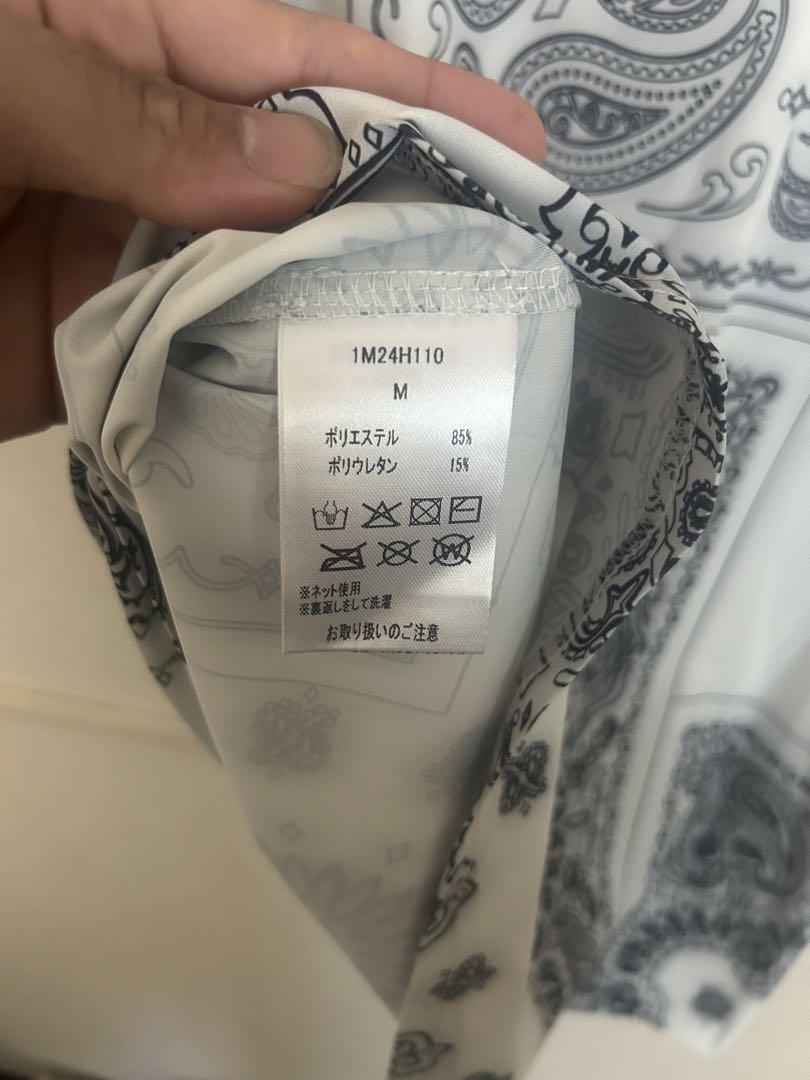 1M24H110
M
ポリエステル 85%
ポリウレタン 15%
※ネット使用
※裏返しをして洗濯
お取り扱いのご注意